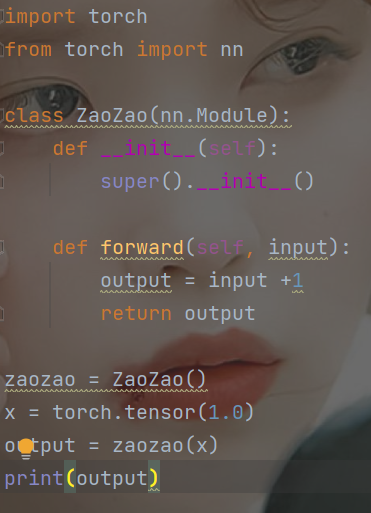 import torch
from torch import nn
class ZaoZao(nn.Module):
    def __init__(self):
        super().__init__()
    def forward(self, input):
        output = input +1
        return output
zaozao = ZaoZao()
x = torch.tensor(1.0)
output = zaozao(x)
print(output)